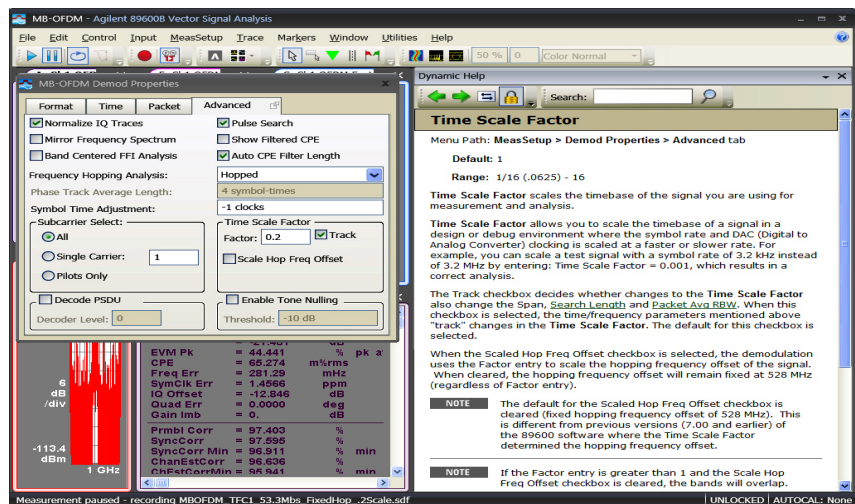 MB-OFDM - Agilent 89600B Vector Signal Analysis
File Edit Control Input MeasSetup Trace Markers Window Utilities Help
50 % 0 Color Normal
MB-OFDM Demod Properties
Format Time Packet Advanced
Normalize IQ Traces Pulse Search
Mirror Frequency Spectrum Show Filtered CPE
Band Centered FFI Analysis Auto CPE Filter Length
Frequency Hopping Analysis: Hopped
Phase Track Average Length: 4 symbol-times
Symbol Time Adjustment: -1 clocks
Subcarrier Select: Time Scale Factor
All Factor: 0.2 Track
Single Carrier: 1 Scale Hop Freq Offset
Pilots Only
Decode PSDU Enable Tone Nulling
Decoder Level: 0 Threshold: -10 dB
EVM Pk = 44.441 % pk a
CPE = 65.274 m%rms
Freq Err = 281.29 mHz
SymClk Err = 1.4566 ppm
IQ Offset = -12.846 dB
Quad Err = 0.0000 deg
Gain Imb = 0. dB
Prmbl Corr = 97.403 %
SyncCorr = 97.595 %
SyncCorr Min = 96.911 % min
ChanEstCorr = 96.636 %
ChEstCorrMin = 95.941 % min
6
dB
/div
-113.4
dBm
1 GHz
Dynamic Help
Search:
Time Scale Factor
Menu Path: MeasSetup > Demod Properties > Advanced tab
Default: 1
Range: 1/16 (.0625) - 16
Time Scale Factor scales the timebase of the signal you are using for
measurement and analysis.
Time Scale Factor allows you to scale the timebase of a signal in a
design or debug environment where the symbol rate and DAC (Digital to
Analog Converter) clocking is scaled at a faster or slower rate. For
example, you can scale a test signal with a symbol rate of 3.2 kHz instead
of 3.2 MHz by entering: Time Scale Factor = 0.001, which results in a
correct analysis.
The Track checkbox decides whether changes to the Time Scale Factor
also change the Span, Search Length and Packet Avg RBW. When this
checkbox is selected, the time/frequency parameters mentioned above
"track" changes in the Time Scale Factor. The default for this checkbox is
selected.
When the Scaled Hop Freq Offset checkbox is selected, the demodulation
uses the Factor entry to scale the hopping frequency offset of the signal.
When cleared, the hopping frequency offset will remain fixed at 528 MHz
(regardless of Factor entry).
NOTE The default for the Scaled Hop Freq Offset checkbox is
cleared (fixed hopping frequency offset of 528 MHz). This
is different from previous versions (7.00 and earlier) of
the 89600 software where the Time Scale Factor
determined the hopping frequency offset.
NOTE If the Factor entry is greater than 1 and the Scale Hop
Freq Offset checkbox is cleared, the bands will overlap.
Measurement paused - recording MBOFDM_TFC1_53.3Mbs_FixedHop_.2Scale.sdf UNLOCKED AUTOCAL: None